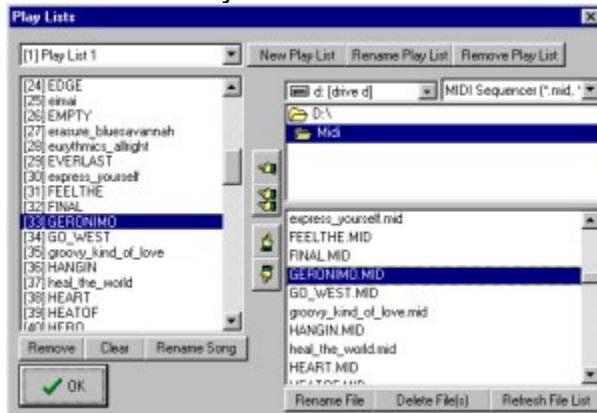 Play Lists
[1] Play List 1
New Play List
Rename Play List
Remove Play List
[24] EDGE
[25] eimai
[26] EMPTY
[27] erasure_bluesavannah
[28] eurythmics_allright
[29] EVERLAST
[30] express_yourself
[31] FEELTHE
[32] FINAL
[33] GERONIMO
[34] GO_WEST
[35] groovy_kind_of_love
[36] HANGIN
[37] heal_the_world
[38] HEART
[39] HEATOF
[40] HERO
Remove
Clear
Rename Song
OK
d: [drive d]
MIDI Sequencer (*.mid, *
D:\
Midi
express_yourself.mid
FEELTHE.MID
FINAL.MID
GERONIMO.MID
GO_WEST.MID
groovy_kind_of_love.mid
HANGIN.MID
heal_the_world.mid
HEART.MID
HEATOF.MID
Rename File
Delete File(s)
Refresh File List